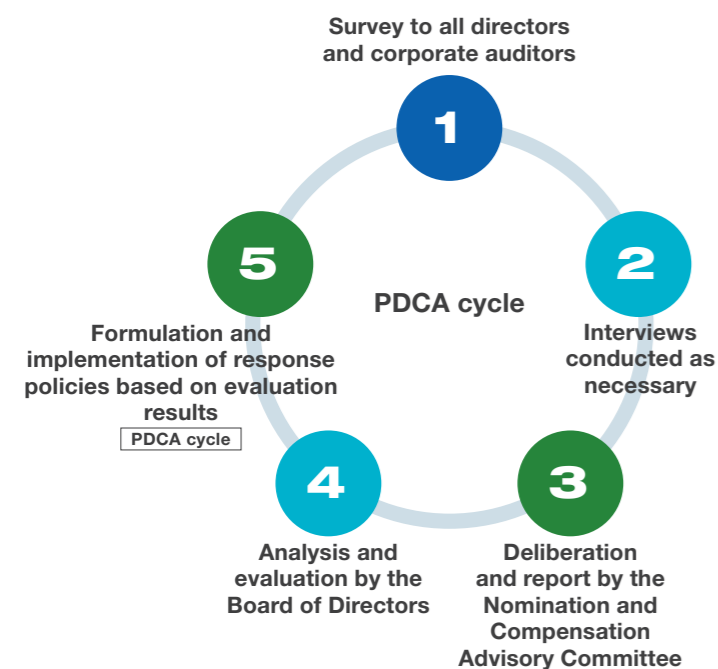 Survey to all directors
and corporate auditors
1
2
Interviews
conducted as
necessary
3
Deliberation
and report by the
Nomination and
Compensation
Advisory Committee
4
Analysis and
evaluation by the
Board of Directors
5
Formulation and
implementation of response
policies based on evaluation
results
PDCA cycle
PDCA cycle